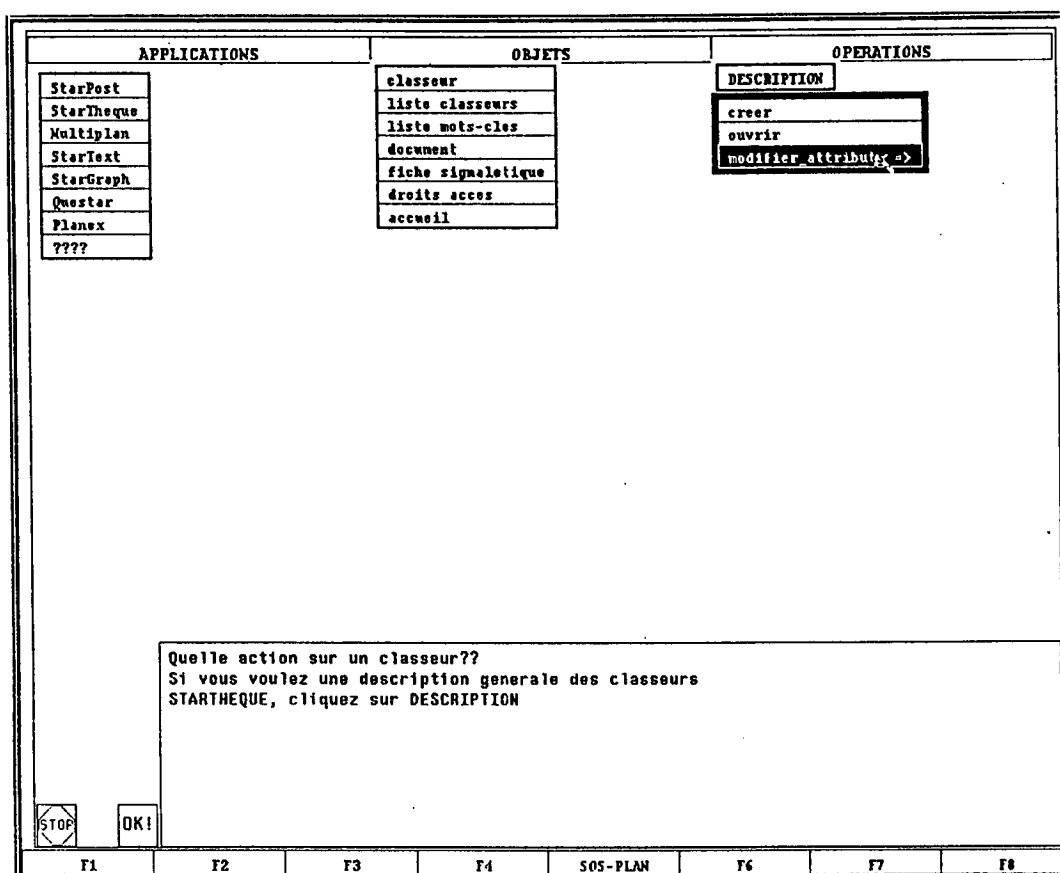 APPLICATIONS
OBJETS
OPERATIONS
StarPost
StarTheque
Multiplan
StarText
StarGraph
Questar
Planex
????
classeur
liste classeurs
liste mots-cles
document
fiche signaletique
droits acces
accueil
DESCRIPTION
creer
ouvrir
modifier_attributs =>
Quelle action sur un classeur??
Si vous voulez une description generale des classeurs
STARTHEQUE, cliquez sur DESCRIPTION
STOP
OK!
F1
F2
F3
F4
SOS-PLAN
F6
F7
F8